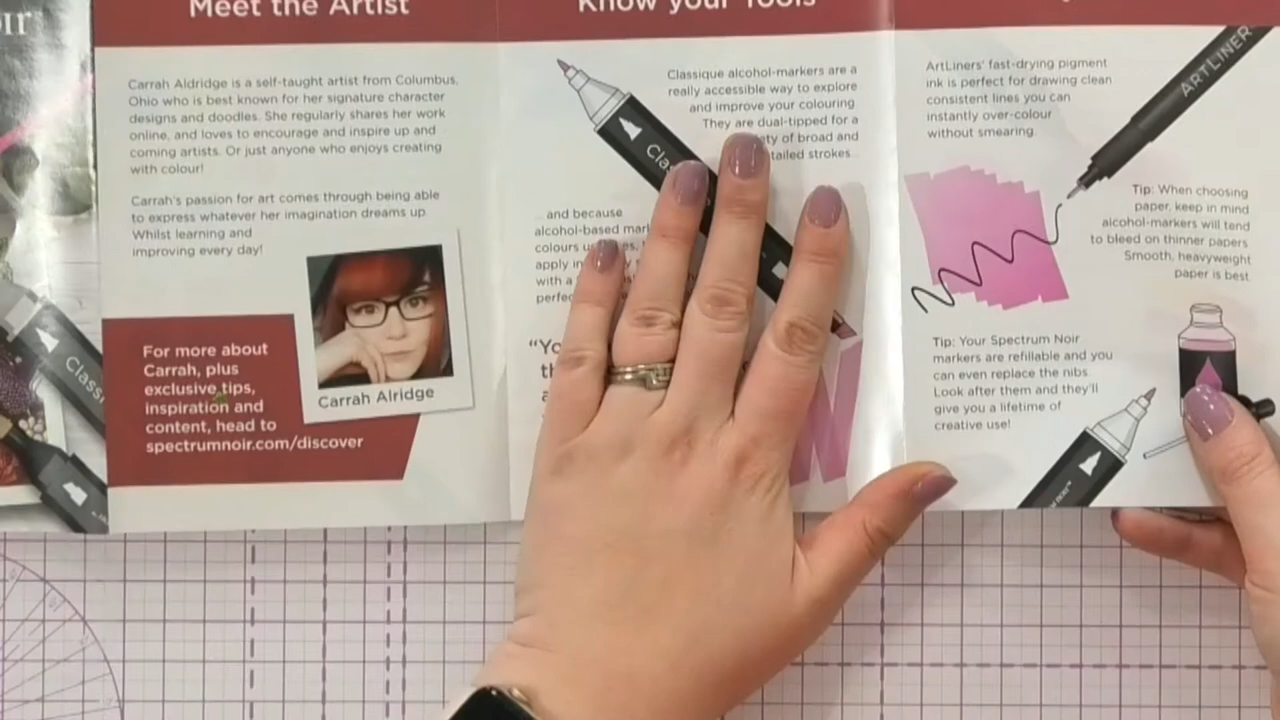 Meet the Artist
Carrah Aldridge is a self-taught artist from Columbus,
Ohio who is best known for her signature character
designs and doodles. She regularly shares her work
online, and loves to encourage and inspire up and
coming artists. Or just anyone who enjoys creating
with colour!
Carrah's passion for art comes through being able
to express whatever her imagination dreams up
Whilst learning and
improving every day!
For more about
Carrah, plus
exclusive tips,
inspiration and
content, head to
spectrumnoir.com/discover
Carrah Alridge
Know your Tools
Classique alcohol-markers are a
really accessible way to explore
and improve your colouring
They are dual-tipped for a
of broad and
strokes
and because
alcohol-based
colours
apply
with a
ArtLiners' fast-drying pigment
ink is perfect for drawing clean
consistent lines you can
instantly over-colour
without smearing.
ARTLINER
Tip: When choosing
paper, keep in mind
alcohol-markers will tend
to bleed on thinner papers
Smooth, heavyweight
paper is best
Tip: Your Spectrum Noir
markers are refillable and you
can even replace the nibs
Look after them and they'll
give you a lifetime of
creative use!